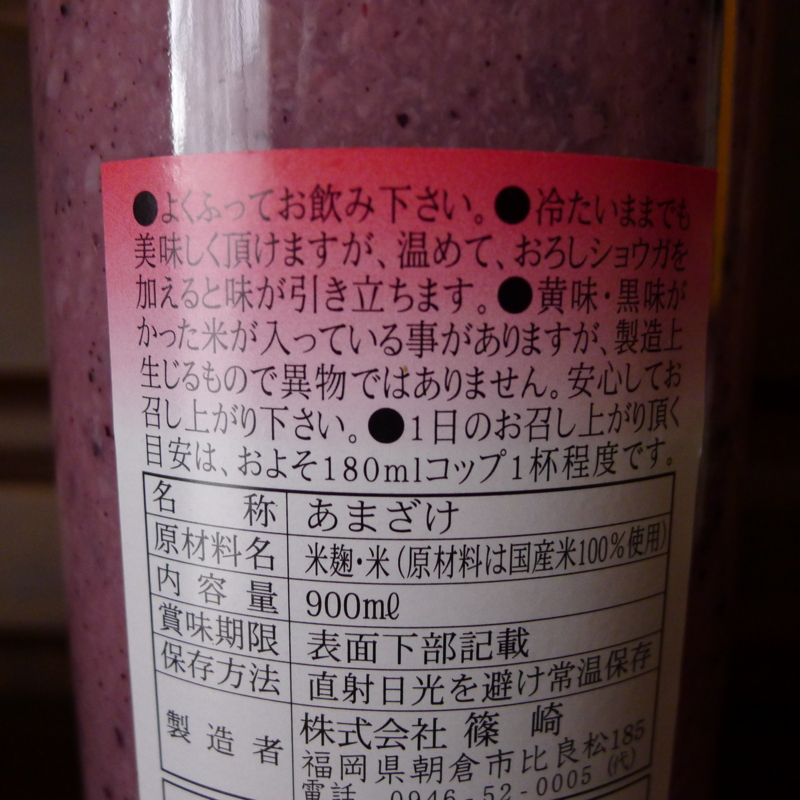 ●よくふってお飲み下さい。●冷たいままでも
美味しく頂けますが、温めて、おろしショウガを
加えると味が引き立ちます。●黄味・黒味が
かった米が入っている事がありますが、製造上
生じるもので異物ではありません。安心してお
召し上がり下さい。●1日のお召し上がり頂く
目安は、およそ180mlコップ1杯程度です。
名称 あまざけ
原材料名 米麹・米(原材料は国産米100%使用)
内容量 900mℓ
賞味期限 表面下部記載
保存方法 直射日光を避け常温保存
製造者 株式会社 篠崎
福岡県朝倉市比良松185
電話 0946-52-0005 (代)